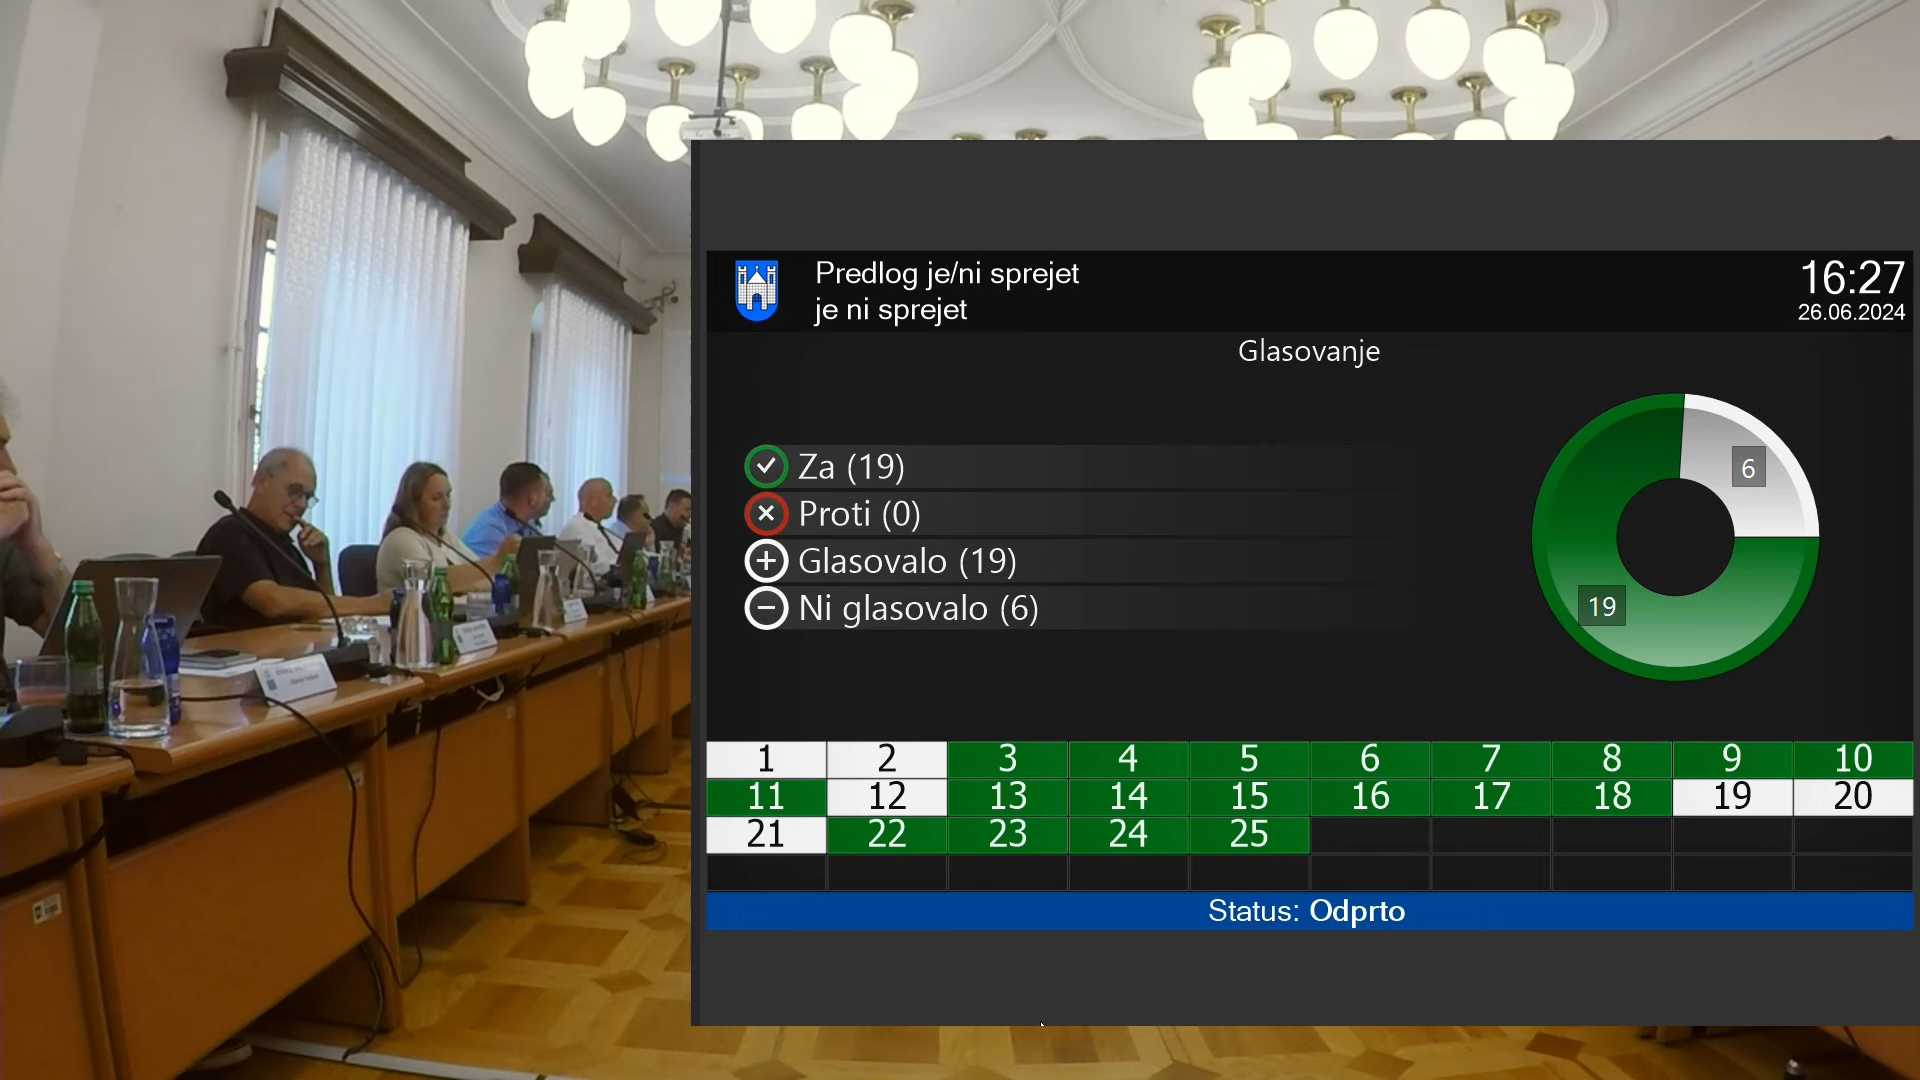 Predlog je/ni sprejet
je ni sprejet
16:27
26.06.2024
Glasovanje
Za (19)
Proti (0)
Glasovalo (19)
Ni glasovalo (6)
6
19
1 2 3 4 5 6 7 8 9 10
11 12 13 14 15 16 17 18 19 20
21 22 23 24 25
Status: Odprto